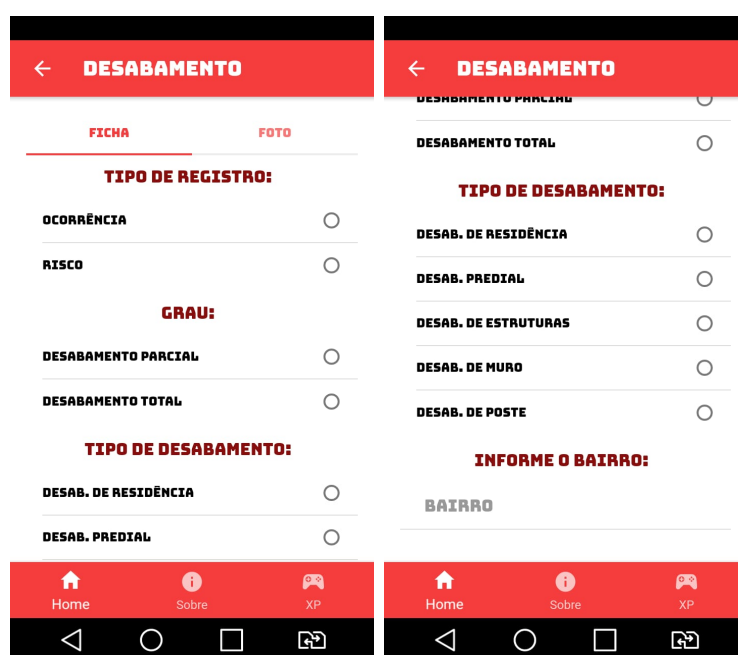 DESABAMENTO
FICHA
FOTO
TIPO DE REGISTRO:
OCORRÊNCIA
RISCO
GRAU:
DESABAMENTO PARCIAL
DESABAMENTO TOTAL
TIPO DE DESABAMENTO:
DESAB. DE RESIDÊNCIA
DESAB. PREDIAL
Home
Sobre
XP
DESABAMENTO
DESABAMENTO PARCIAL
DESABAMENTO TOTAL
TIPO DE DESABAMENTO:
DESAB. DE RESIDÊNCIA
DESAB. PREDIAL
DESAB. DE ESTRUTURAS
DESAB. DE MURO
DESAB. DE POSTE
INFORME O BAIRRO:
BAIRRO
Home
Sobre
XP